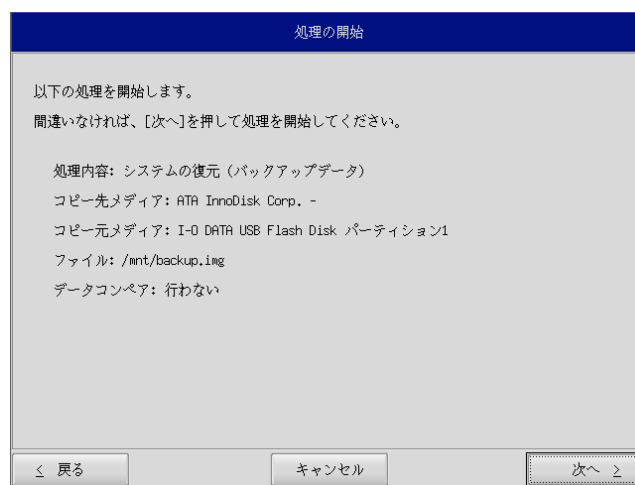 処理の開始
以下の処理を開始します。
間違いなければ、[次へ]を押して処理を開始してください。
処理内容: システムの復元（バックアップデータ）
コピー先メディア: ATA InnoDisk Corp. -
コピー元メディア: I-O DATA USB Flash Disk パーティション1
ファイル: /mnt/backup.img
データコンペア: 行わない
< 戻る
キャンセル
次へ >